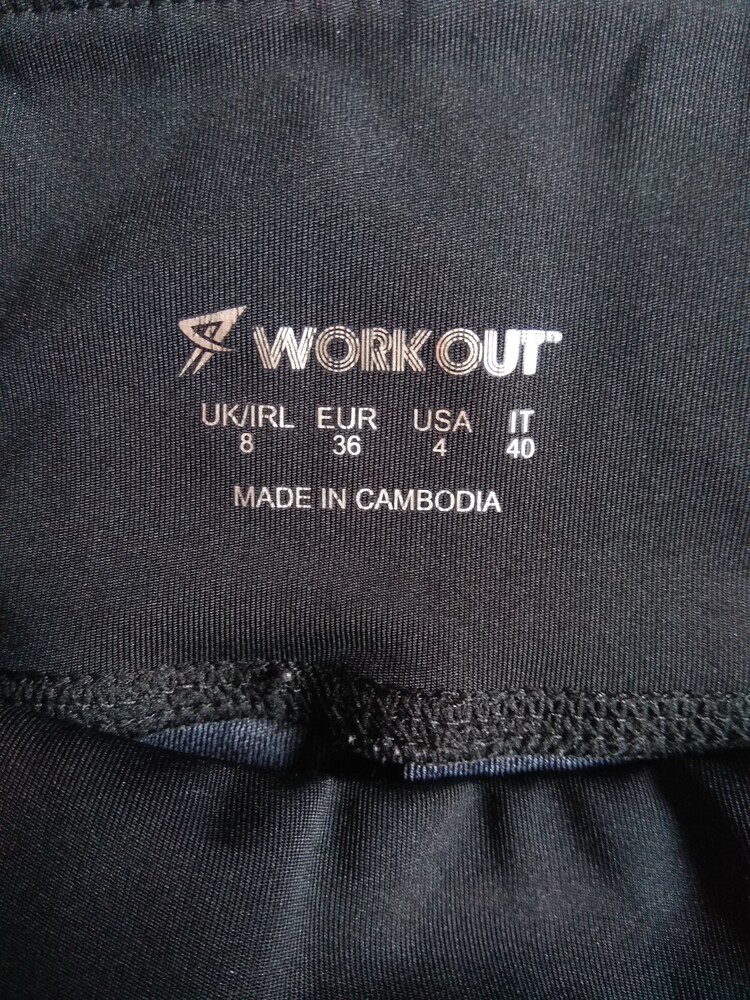 WORKOUT
UK/IRL EUR USA IT
8 36 4 40
MADE IN CAMBODIA